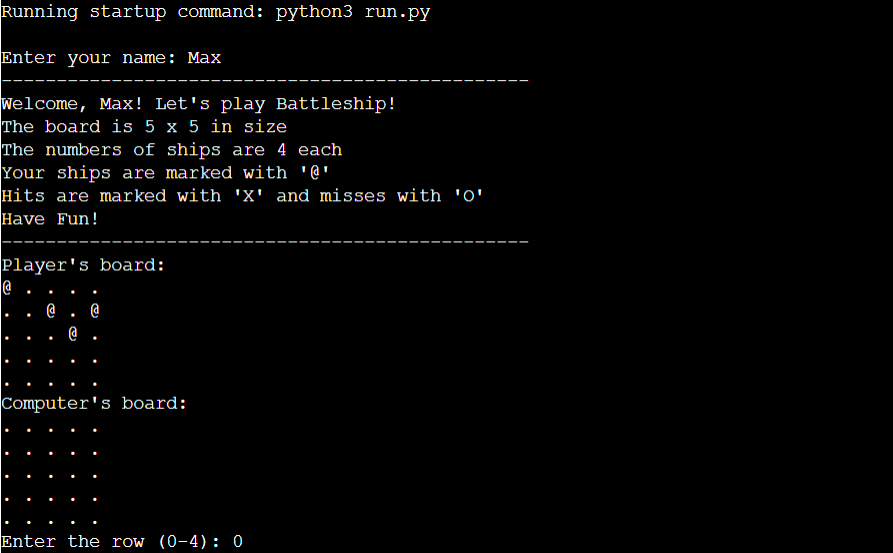 Running startup command: python3 run.py
Enter your name: Max
------------------------------------------------
Welcome, Max! Let's play Battleship!
The board is 5 x 5 in size
The numbers of ships are 4 each
Your ships are marked with '@'
Hits are marked with 'X' and misses with 'O'
Have Fun!
------------------------------------------------
Player's board:
@ . . . .
. . @ . @
. . . @ .
. . . . .
. . . . .
Computer's board:
. . . . .
. . . . .
. . . . .
. . . . .
. . . . .
Enter the row (0-4): 0